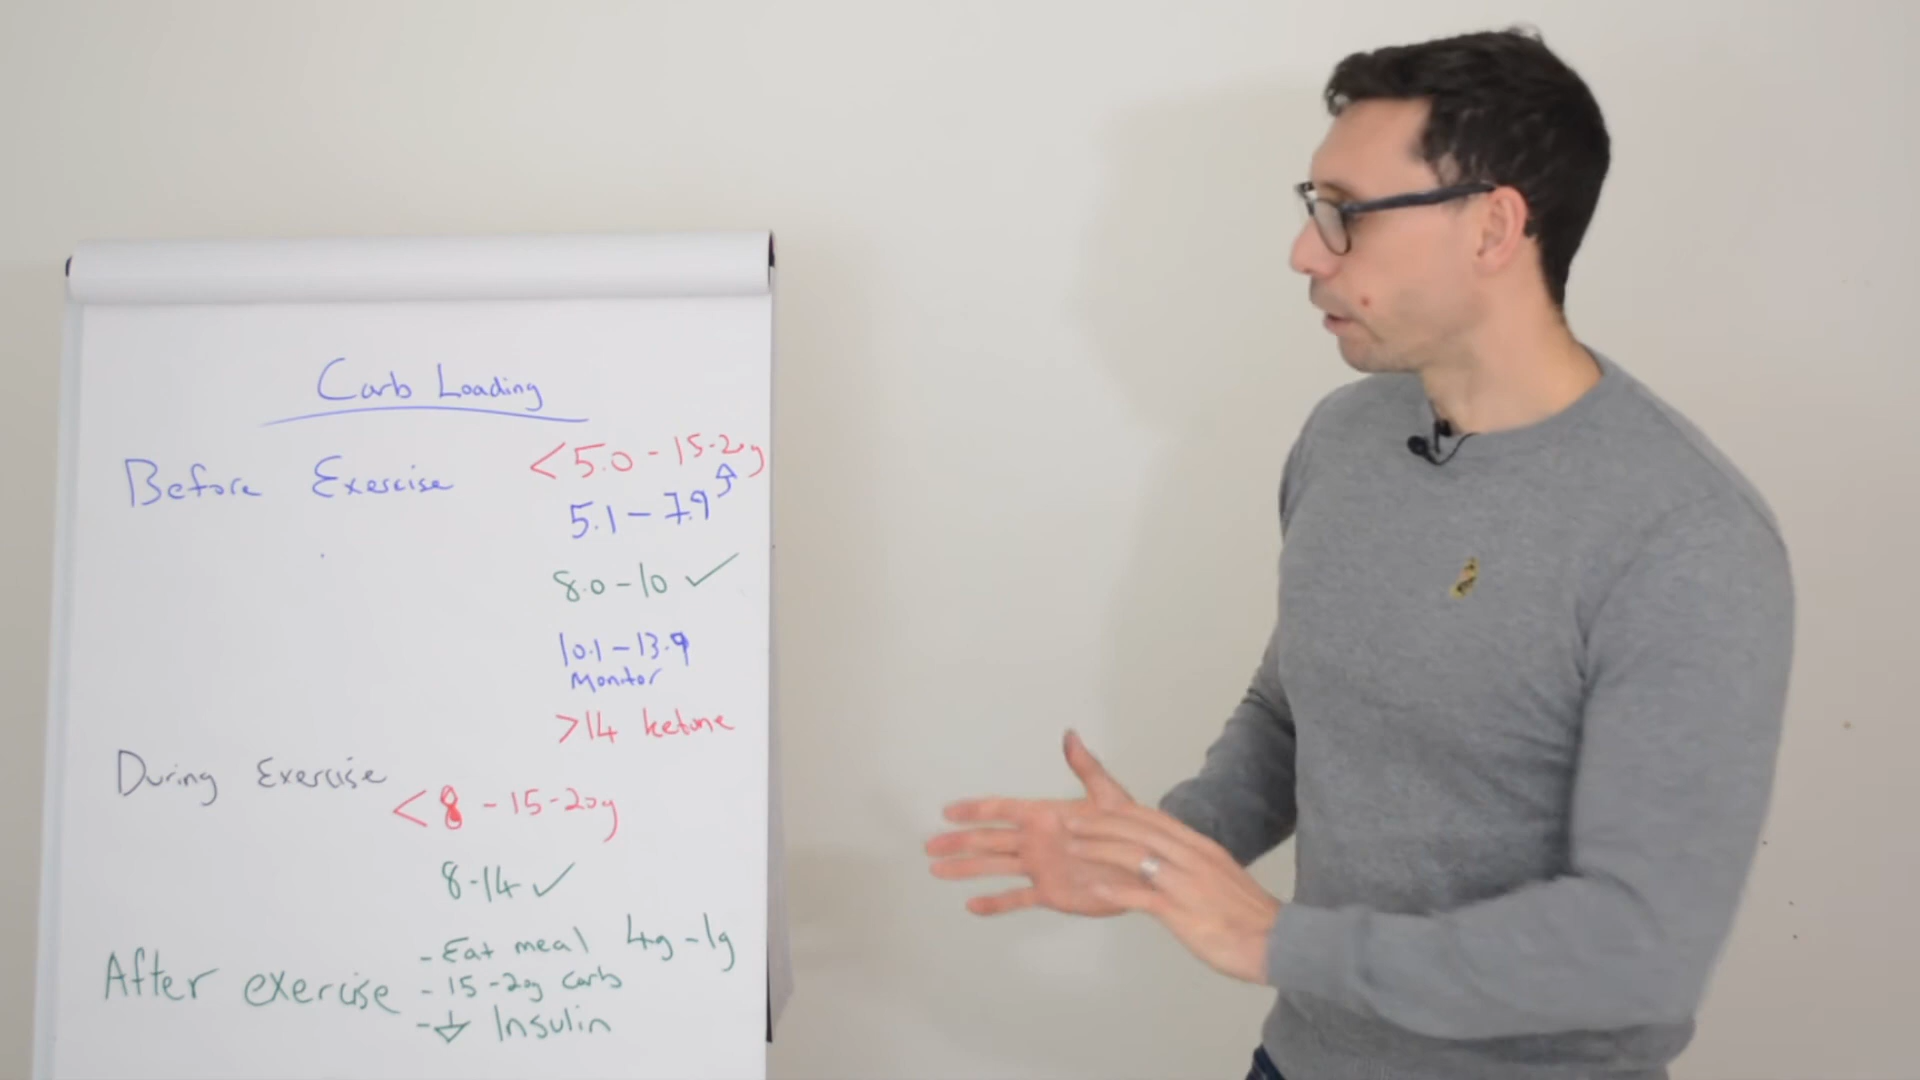 Carb Loading
Before Exercise
<5.0 - 15-20g
5.1 - 7.9
8.0 - 10 ✓
10.1 - 13.9
Monitor
>14 ketone
During Exercise
<8 - 15-20g
8-14 ✓
After exercise
- Eat meal 4g - 1g
- 15-20g carb
- ↓ Insulin